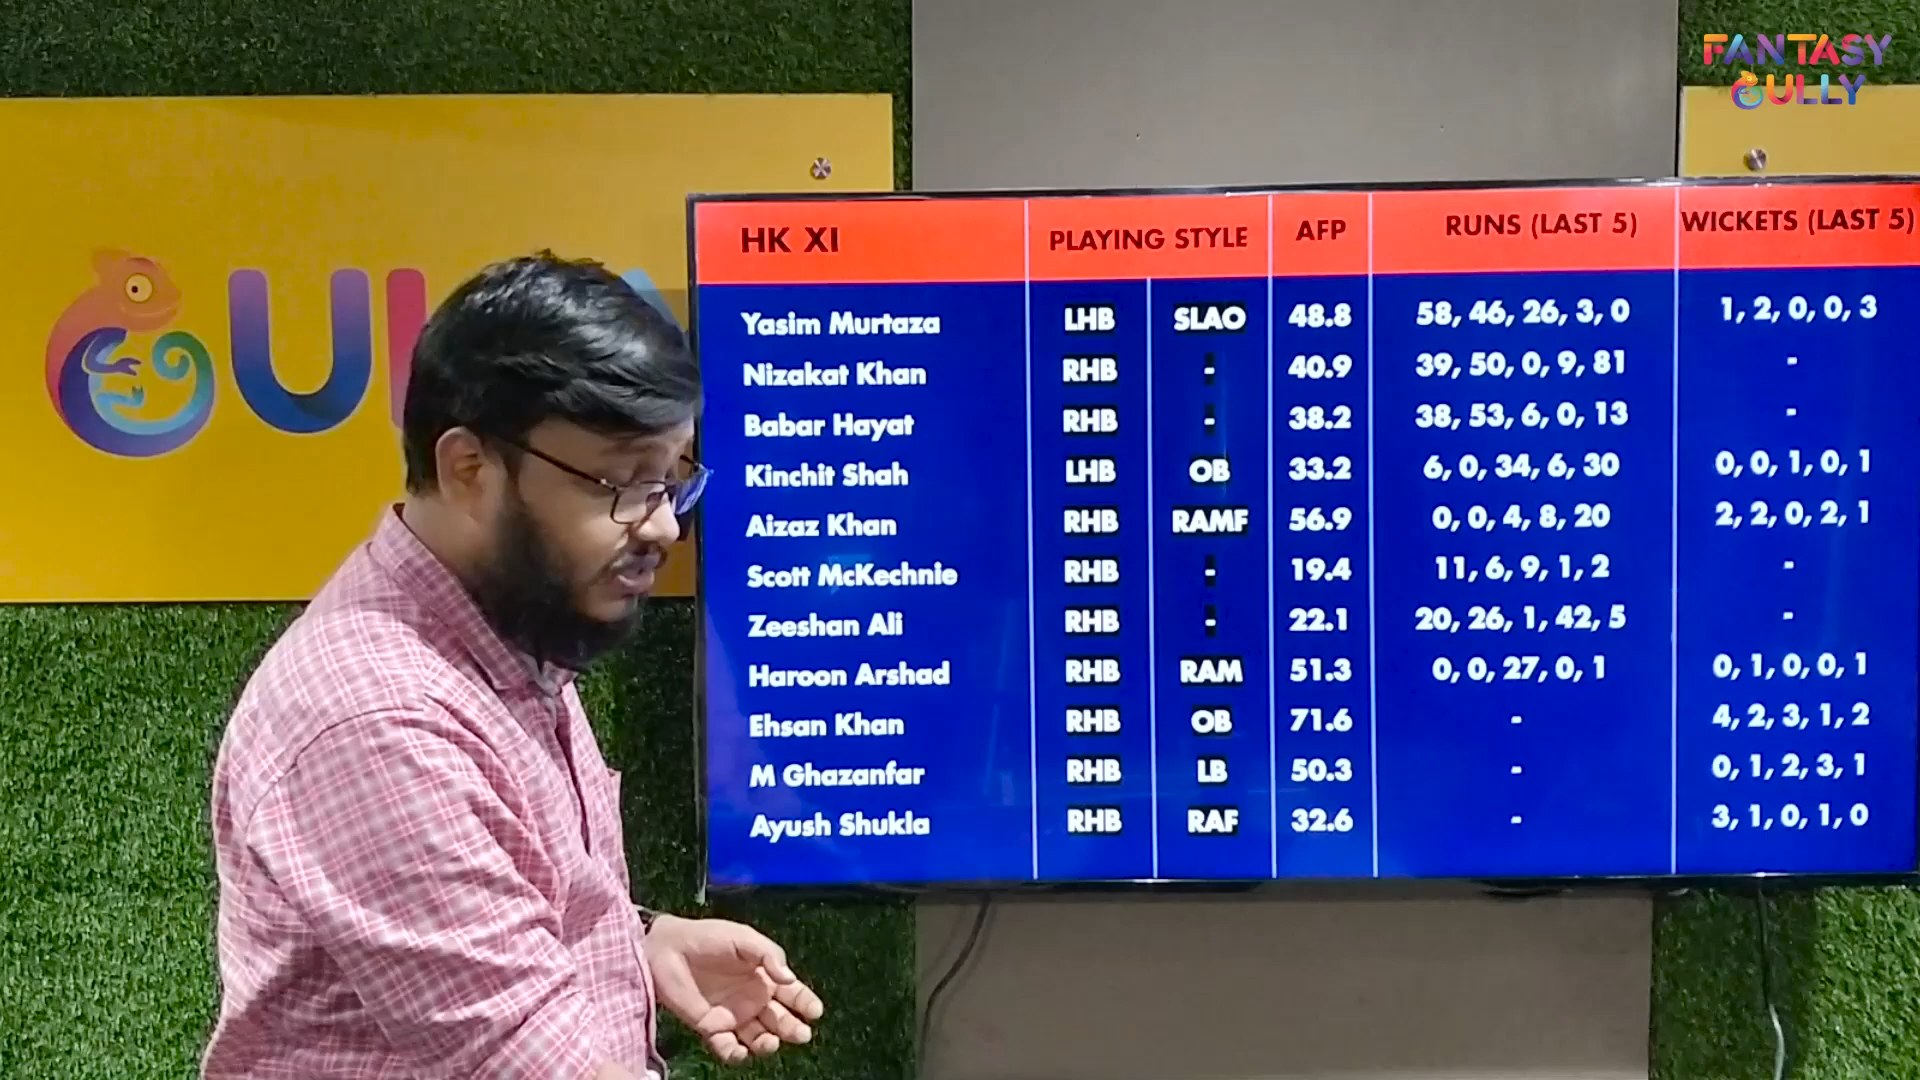 FANTASY
GULLY
GUL
HK XI PLAYING STYLE AFP RUNS (LAST 5) WICKETS (LAST 5)
Yasim Murtaza LHB SLAO 48.8 58, 46, 26, 3, 0 1, 2, 0, 0, 3
Nizakat Khan RHB - 40.9 39, 50, 0, 9, 81 -
Babar Hayat RHB - 38.2 38, 53, 6, 0, 13 -
Kinchit Shah LHB OB 33.2 6, 0, 34, 6, 30 0, 0, 1, 0, 1
Aizaz Khan RHB RAMF 56.9 0, 0, 4, 8, 20 2, 2, 0, 2, 1
Scott McKechnie RHB - 19.4 11, 6, 9, 1, 2 -
Zeeshan Ali RHB - 22.1 20, 26, 1, 42, 5 -
Haroon Arshad RHB RAM 51.3 0, 0, 27, 0, 1 0, 1, 0, 0, 1
Ehsan Khan RHB OB 71.6 - 4, 2, 3, 1, 2
M Ghazanfar RHB LB 50.3 - 0, 1, 2, 3, 1
Ayush Shukla RHB RAF 32.6 - 3, 1, 0, 1, 0